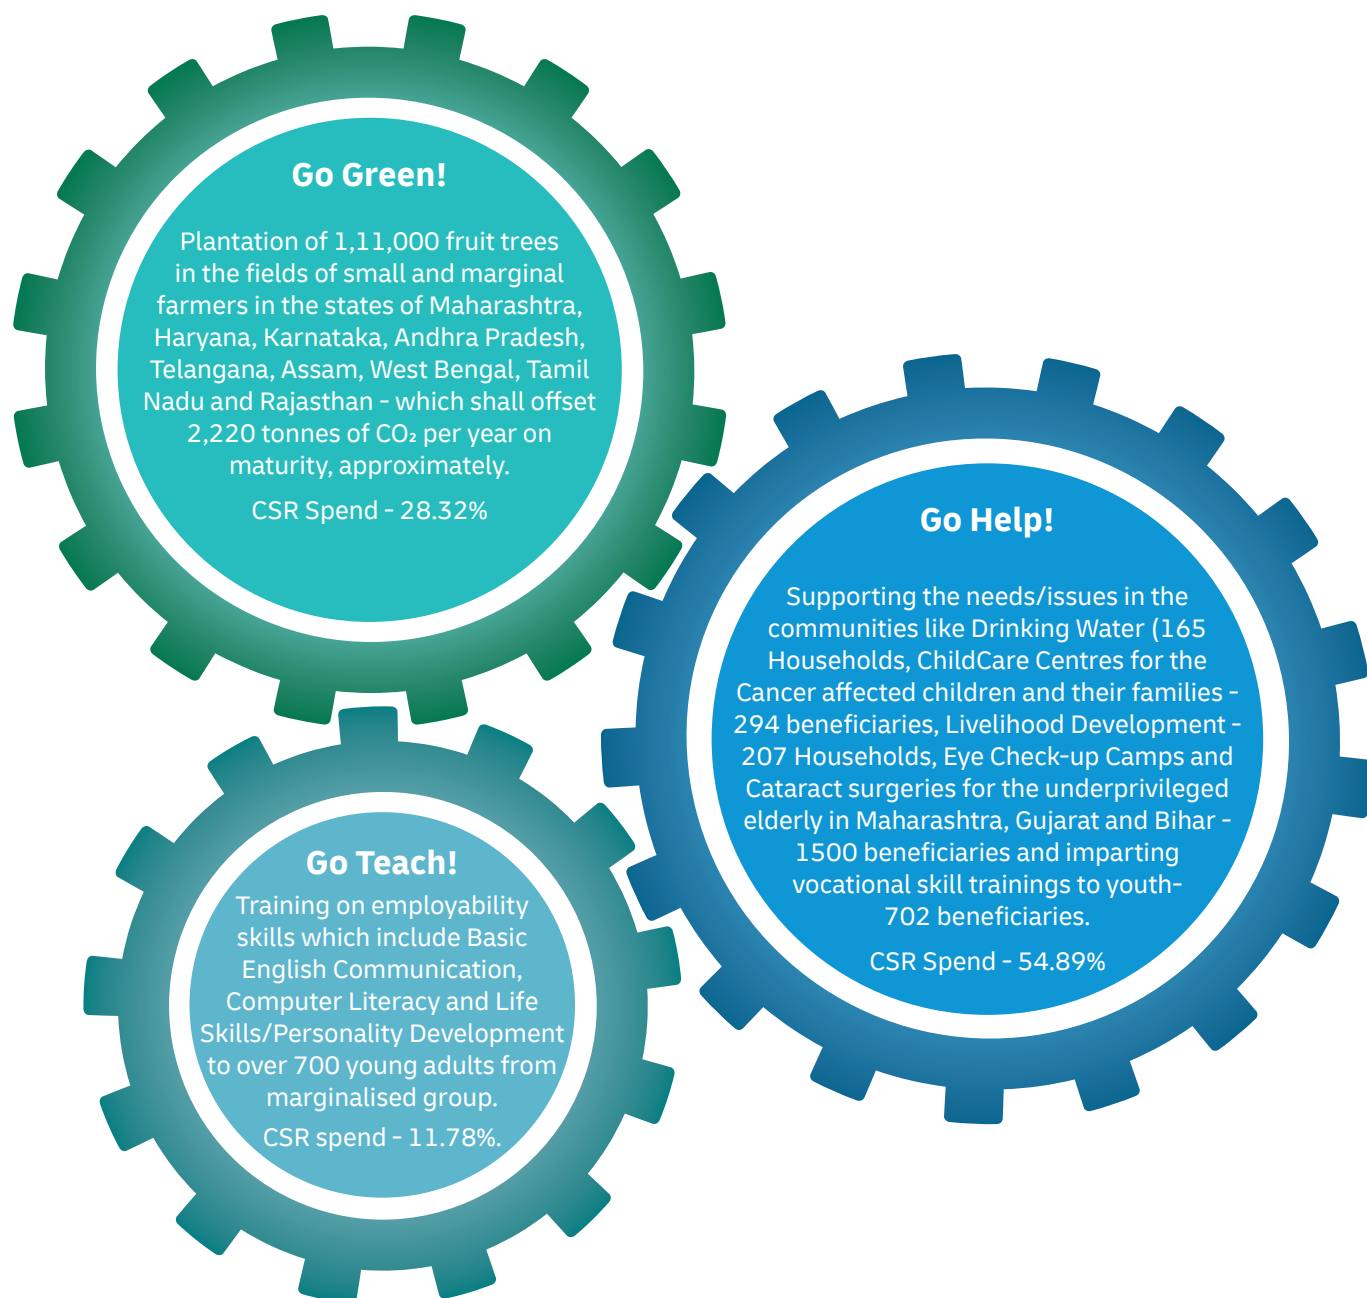 Go Green!
Plantation of 1,11,000 fruit trees
in the fields of small and marginal
farmers in the states of Maharashtra,
Haryana, Karnataka, Andhra Pradesh,
Telangana, Assam, West Bengal, Tamil
Nadu and Rajasthan - which shall offset
2,220 tonnes of CO₂ per year on
maturity, approximately.
CSR Spend - 28.32%
Go Help!
Supporting the needs/issues in the
communities like Drinking Water (165
Households, ChildCare Centres for the
Cancer affected children and their families -
294 beneficiaries, Livelihood Development -
207 Households, Eye Check-up Camps and
Cataract surgeries for the underprivileged
elderly in Maharashtra, Gujarat and Bihar -
1500 beneficiaries and imparting
vocational skill trainings to youth-
702 beneficiaries.
CSR Spend - 54.89%
Go Teach!
Training on employability
skills which include Basic
English Communication,
Computer Literacy and Life
Skills/Personality Development
to over 700 young adults from
marginalised group.
CSR spend - 11.78%.